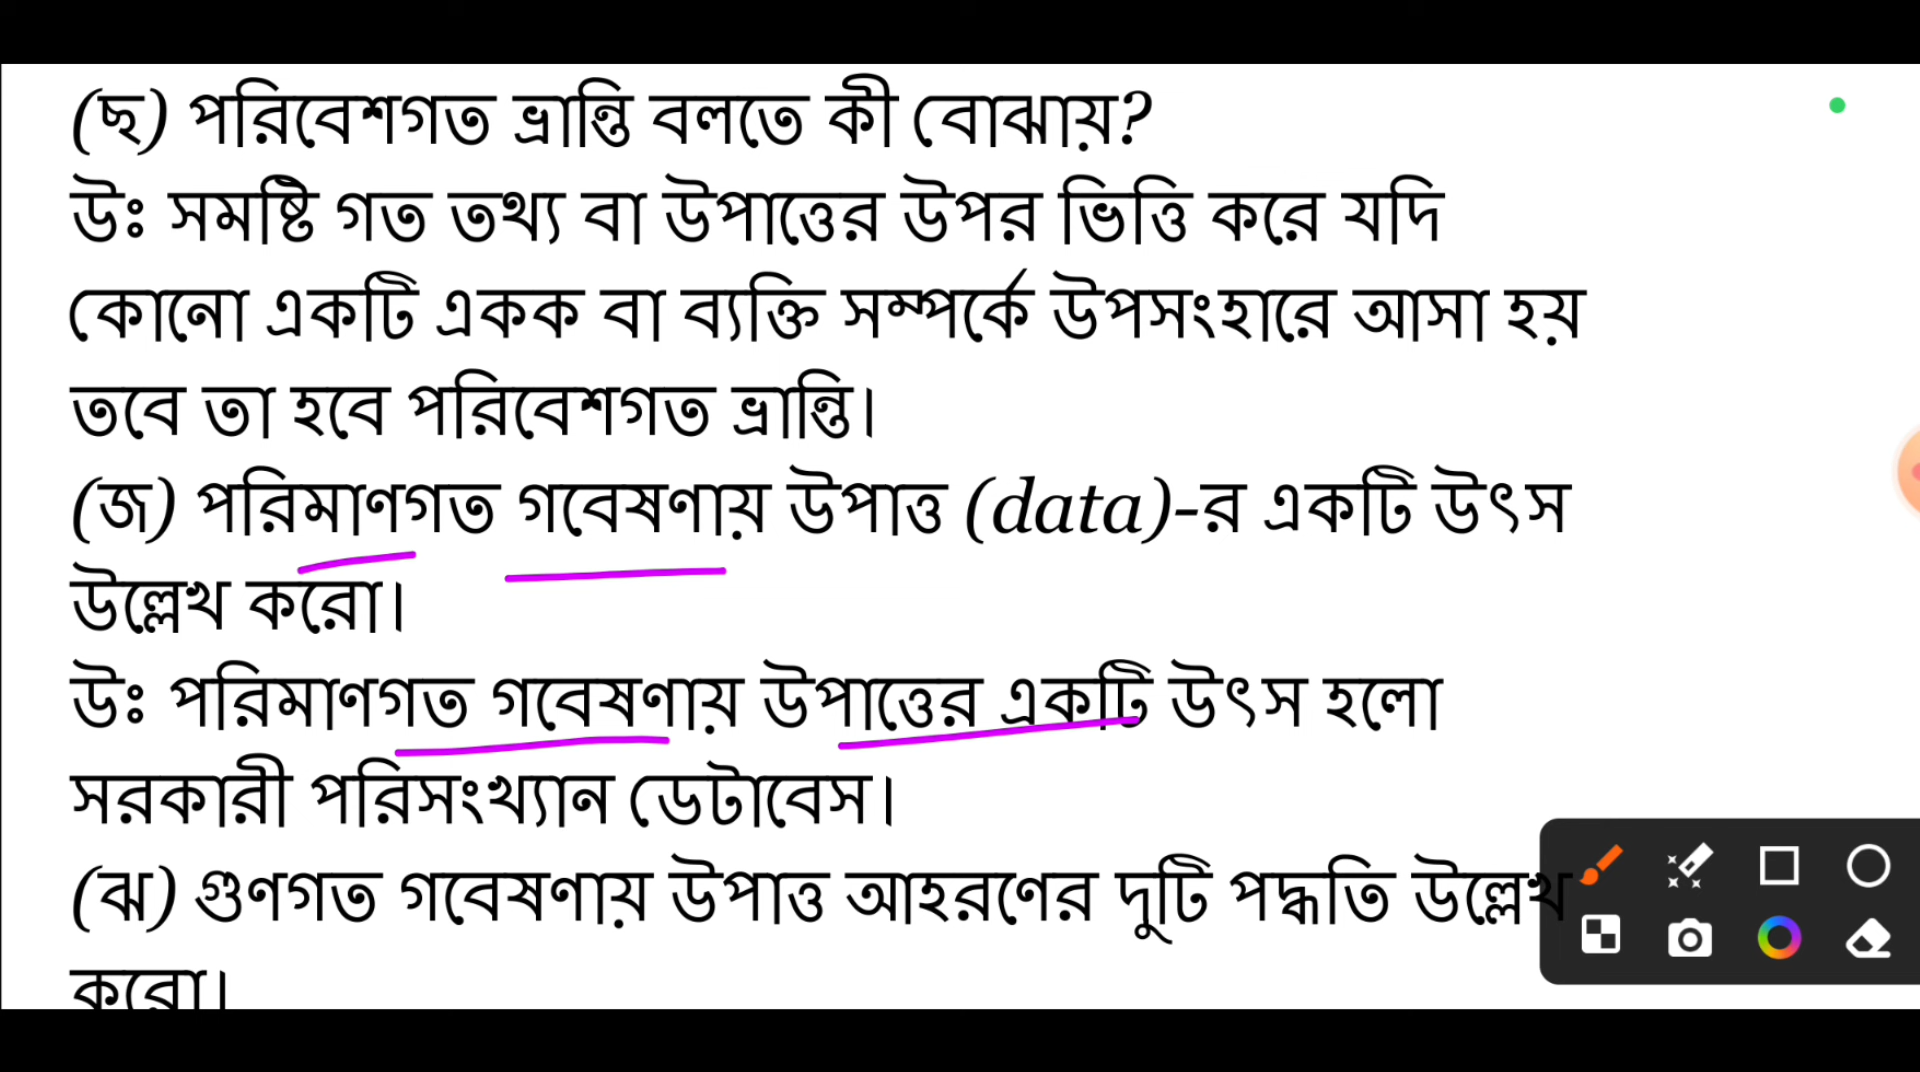 (ছ) পরিবেশগত ভ্রান্তি বলতে কী বোঝায়?
উঃ সমষ্টি গত তথ্য বা উপাত্তের উপর ভিত্তি করে যদি
কোনো একটি একক বা ব্যক্তি সম্পর্কে উপসংহারে আসা হয়
তবে তা হবে পরিবেশগত ভ্রান্তি।
(জ) পরিমাণগত গবেষণায় উপাত্ত (data)-র একটি উৎস
উল্লেখ করো।
উঃ পরিমাণগত গবেষণায় উপাত্তের একটি উৎস হলো
সরকারী পরিসংখ্যান ডেটাবেস।
(ঝ) গুণগত গবেষণায় উপাত্ত আহরণের দুটি পদ্ধতি উল্লেখ
করো।